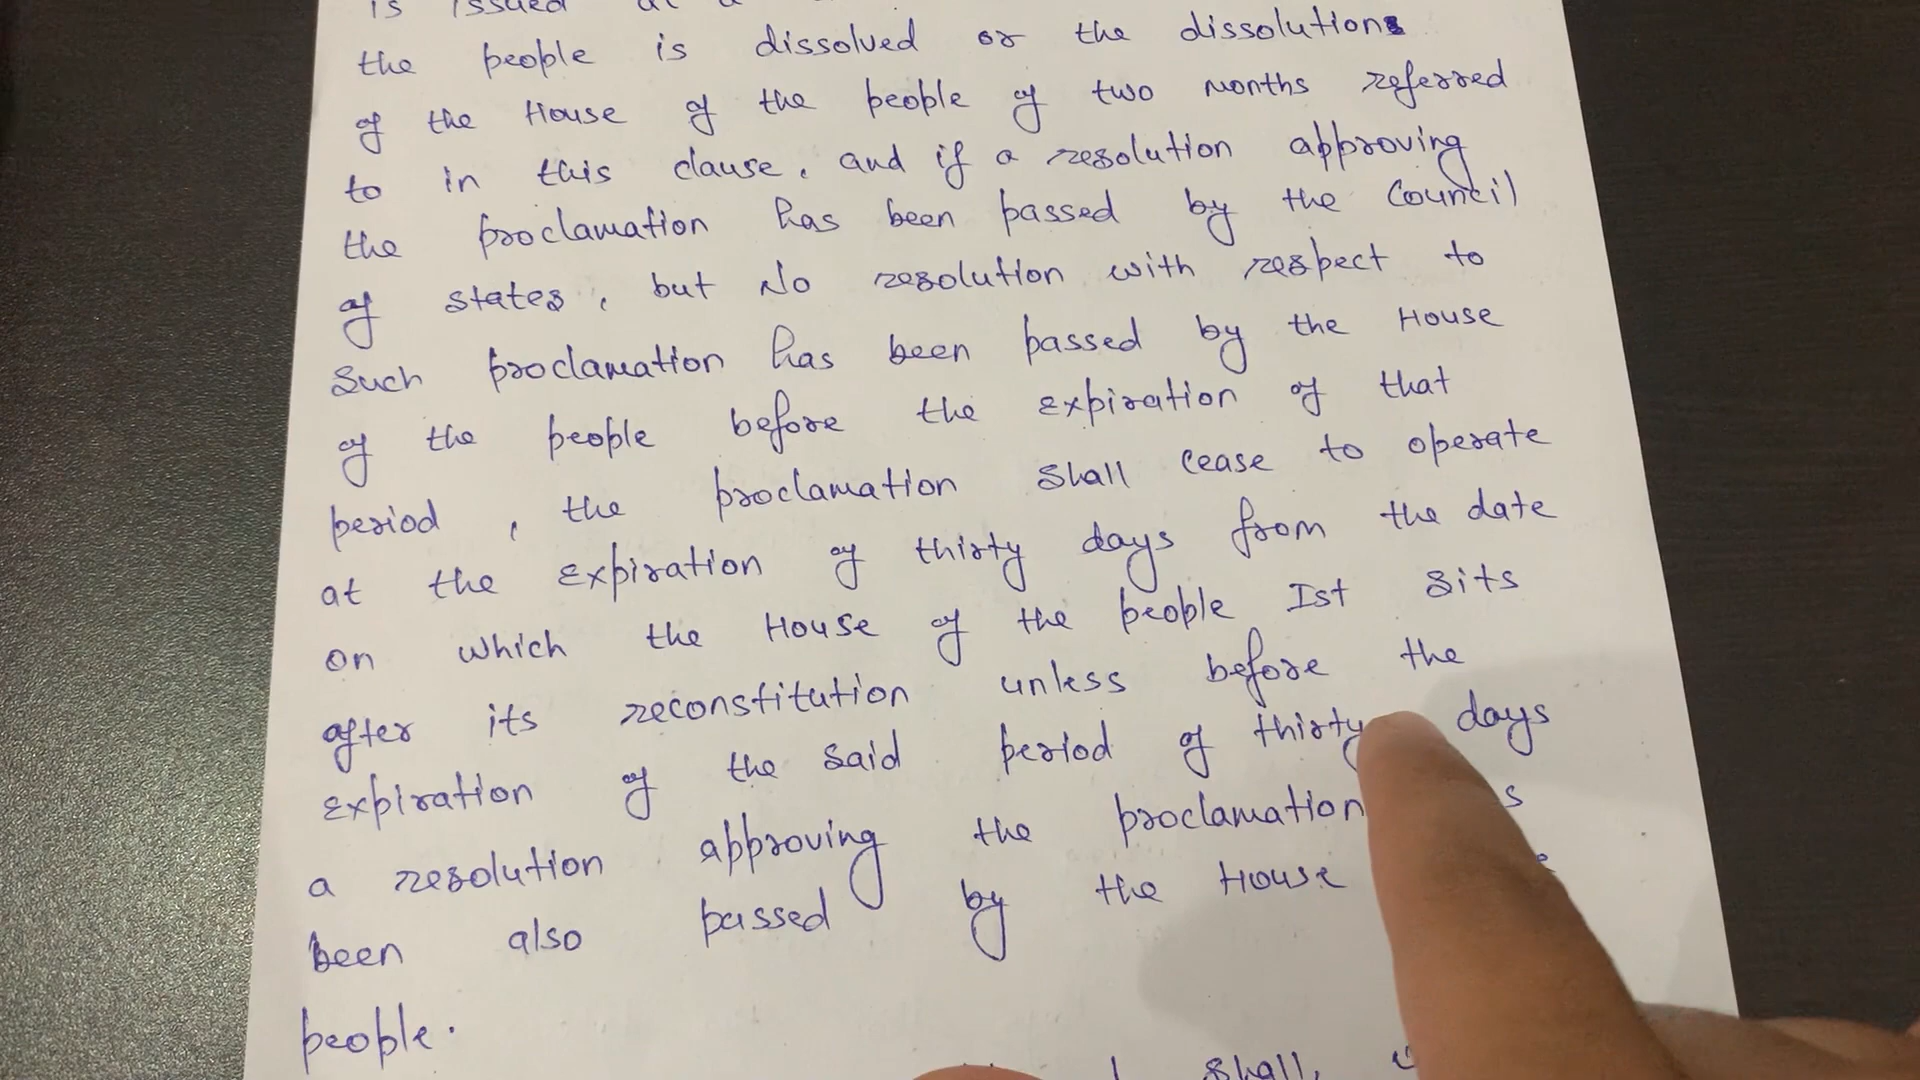 is issued at a
the people is dissolved or the dissolutions
of the House of the people of two months referred
to in this clause, and if a resolution approving
the proclamation has been passed by the Council
of states, but No resolution with respect to
Such proclamation has been passed by the House
of the people before the expiration of that
period, the proclamation shall cease to operate
at the expiration of thirty days from the date
on which the House of the people Ist sits
after its reconstitution unless before the
expiration of the said period of thirty days
a resolution approving the proclamation
been also passed by the House
people.
shall,